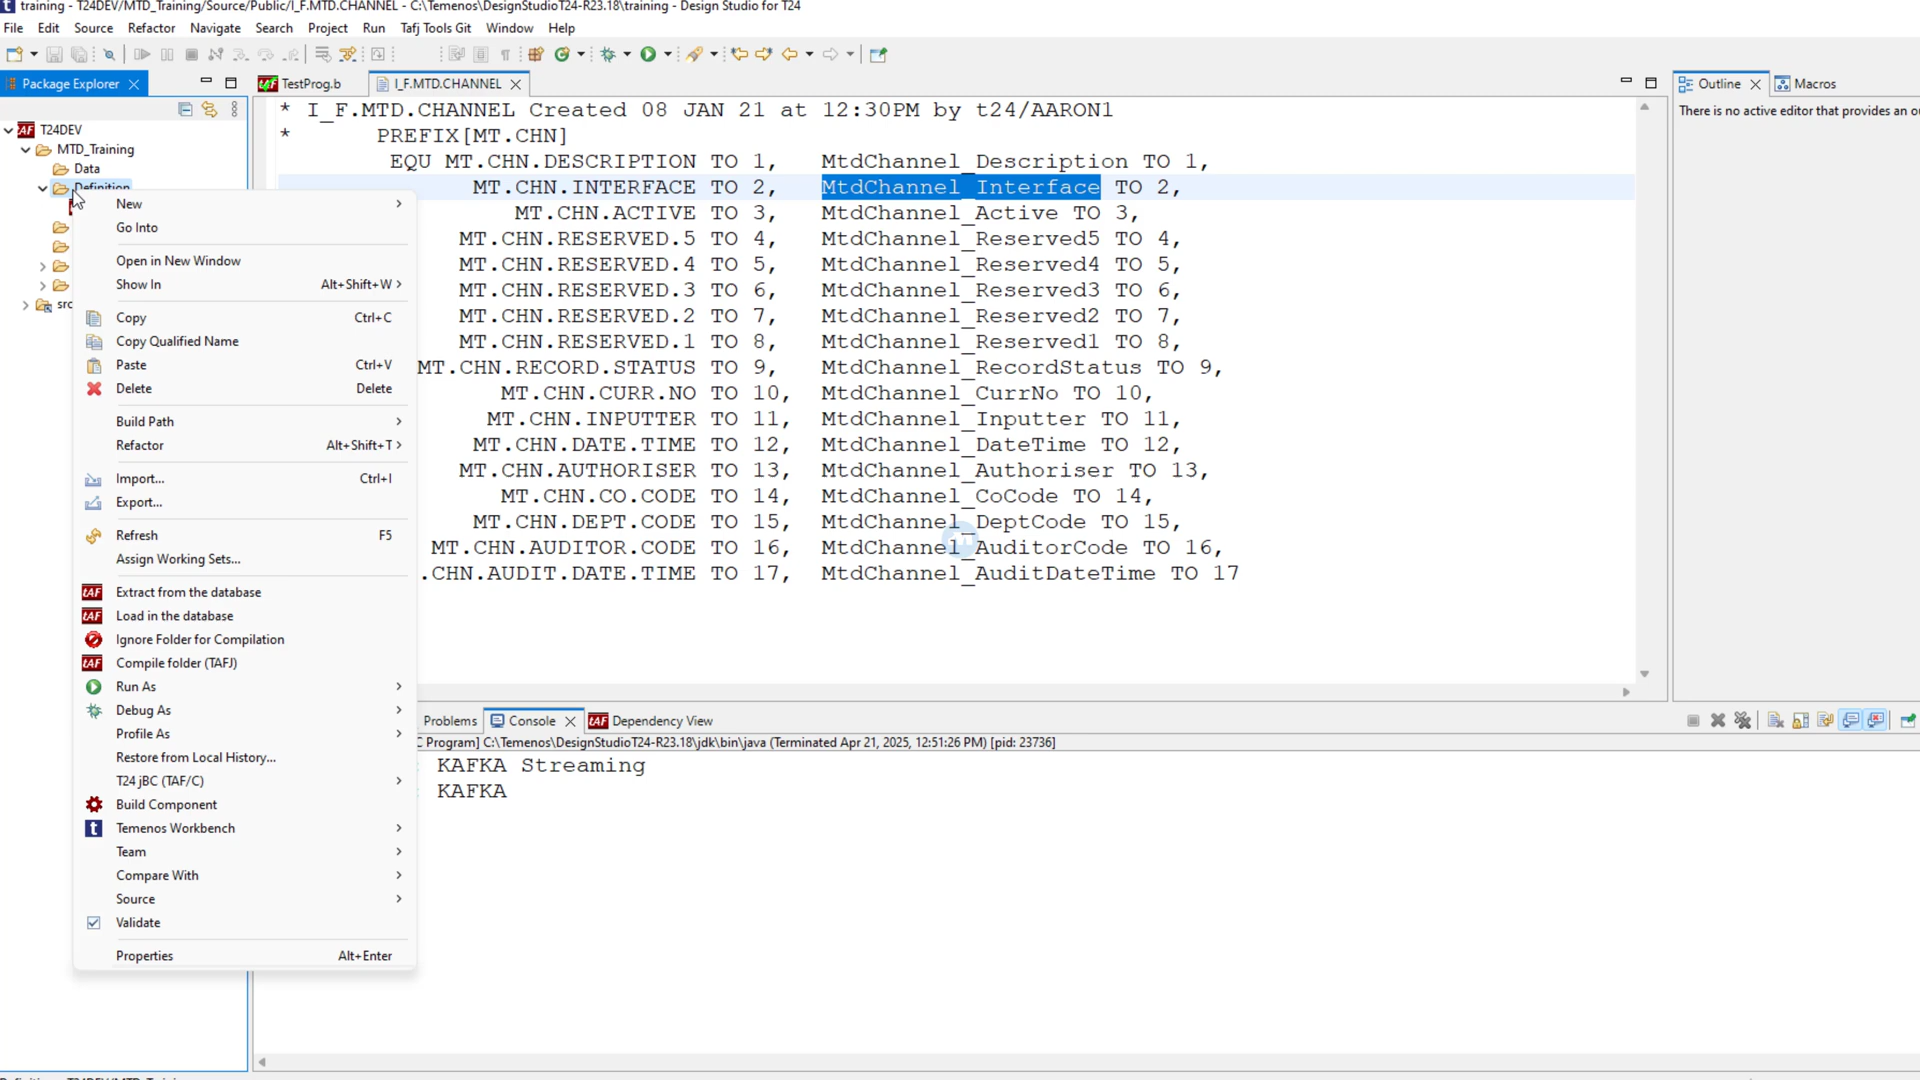 training - T24DEV/MTD_Training/Source/Public/I_F.MTD.CHANNEL - C:\Temenos\DesignStudioT24-R23.18\training - Design Studio for T24
File Edit Source Refactor Navigate Search Project Run Tafj Tools Git Window Help
Package Explorer
TestProg.b
I_F.MTD.CHANNEL
Outline
Macros
There is no active editor that provides an
T24DEV
MTD_Training
Data
Definition
src
* I_F.MTD.CHANNEL Created 08 JAN 21 at 12:30PM by t24/AARON1
* PREFIX[MT.CHN]
EQU MT.CHN.DESCRIPTION TO 1, MtdChannel_Description TO 1,
MT.CHN.INTERFACE TO 2, MtdChannel_Interface TO 2,
MT.CHN.ACTIVE TO 3, MtdChannel_Active TO 3,
MT.CHN.RESERVED.5 TO 4, MtdChannel_Reserved5 TO 4,
MT.CHN.RESERVED.4 TO 5, MtdChannel_Reserved4 TO 5,
MT.CHN.RESERVED.3 TO 6, MtdChannel_Reserved3 TO 6,
MT.CHN.RESERVED.2 TO 7, MtdChannel_Reserved2 TO 7,
MT.CHN.RESERVED.1 TO 8, MtdChannel_Reserved1 TO 8,
MT.CHN.RECORD.STATUS TO 9, MtdChannel_RecordStatus TO 9,
MT.CHN.CURR.NO TO 10, MtdChannel_CurrNo TO 10,
MT.CHN.INPUTTER TO 11, MtdChannel_Inputter TO 11,
MT.CHN.DATE.TIME TO 12, MtdChannel_DateTime TO 12,
MT.CHN.AUTHORISER TO 13, MtdChannel_Authoriser TO 13,
MT.CHN.CO.CODE TO 14, MtdChannel_CoCode TO 14,
MT.CHN.DEPT.CODE TO 15, MtdChannel_DeptCode TO 15,
MT.CHN.AUDITOR.CODE TO 16, MtdChannel_AuditorCode TO 16,
.CHN.AUDIT.DATE.TIME TO 17, MtdChannel_AuditDateTime TO 17
New
Go Into
Open in New Window
Show In Alt+Shift+W
Copy Ctrl+C
Copy Qualified Name
Paste Ctrl+V
Delete Delete
Build Path
Refactor Alt+Shift+T
Import... Ctrl+I
Export...
Refresh F5
Assign Working Sets...
tAF Extract from the database
tAF Load in the database
Ignore Folder for Compilation
tAF Compile folder (TAFJ)
Run As
Debug As
Profile As
Restore from Local History...
T24 jBC (TAF/C)
Build Component
t Temenos Workbench
Team
Compare With
Source
Validate
Properties Alt+Enter
Problems
Console
tAF Dependency View
C Program] C:\Temenos\DesignStudioT24-R23.18\jdk\bin\java (Terminated Apr 21, 2025, 12:51:26 PM) [pid: 23736]
: KAFKA Streaming
: KAFKA